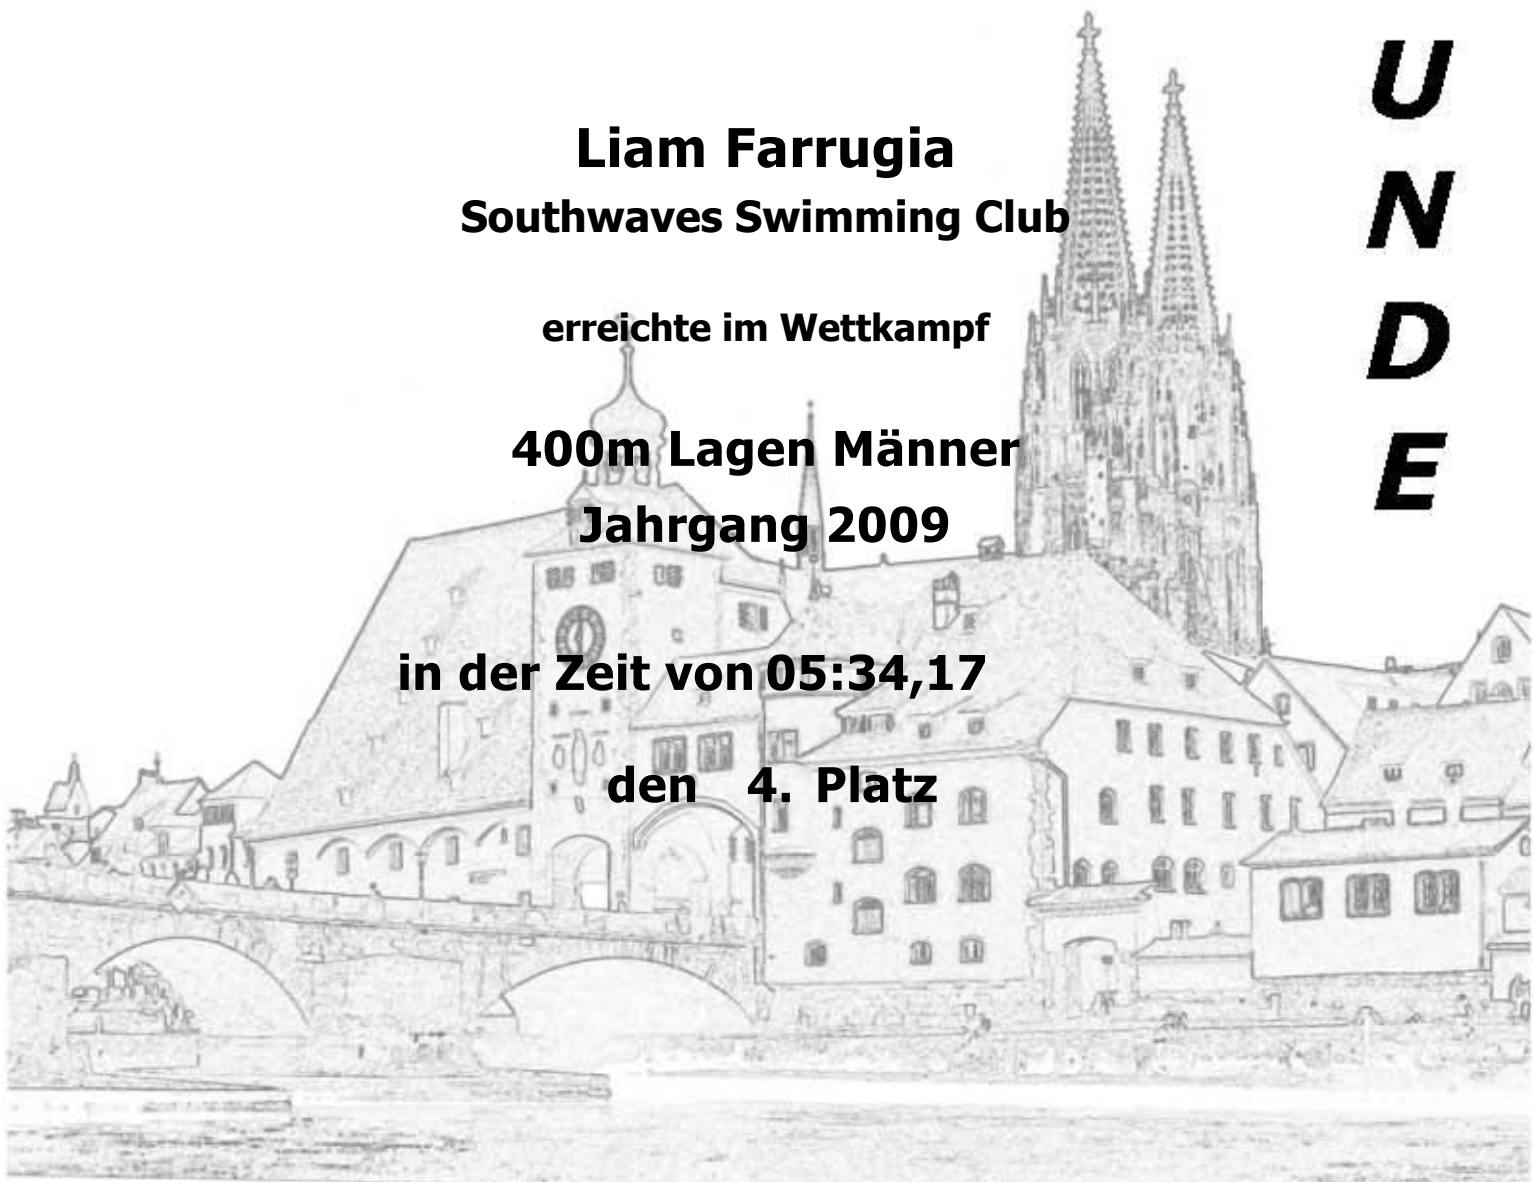 Liam Farrugia
Southwaves Swimming Club
erreichte im Wettkampf
400m Lagen Männer
Jahrgang 2009
in der Zeit von 05:34,17
den 4. Platz
U
N
D
E